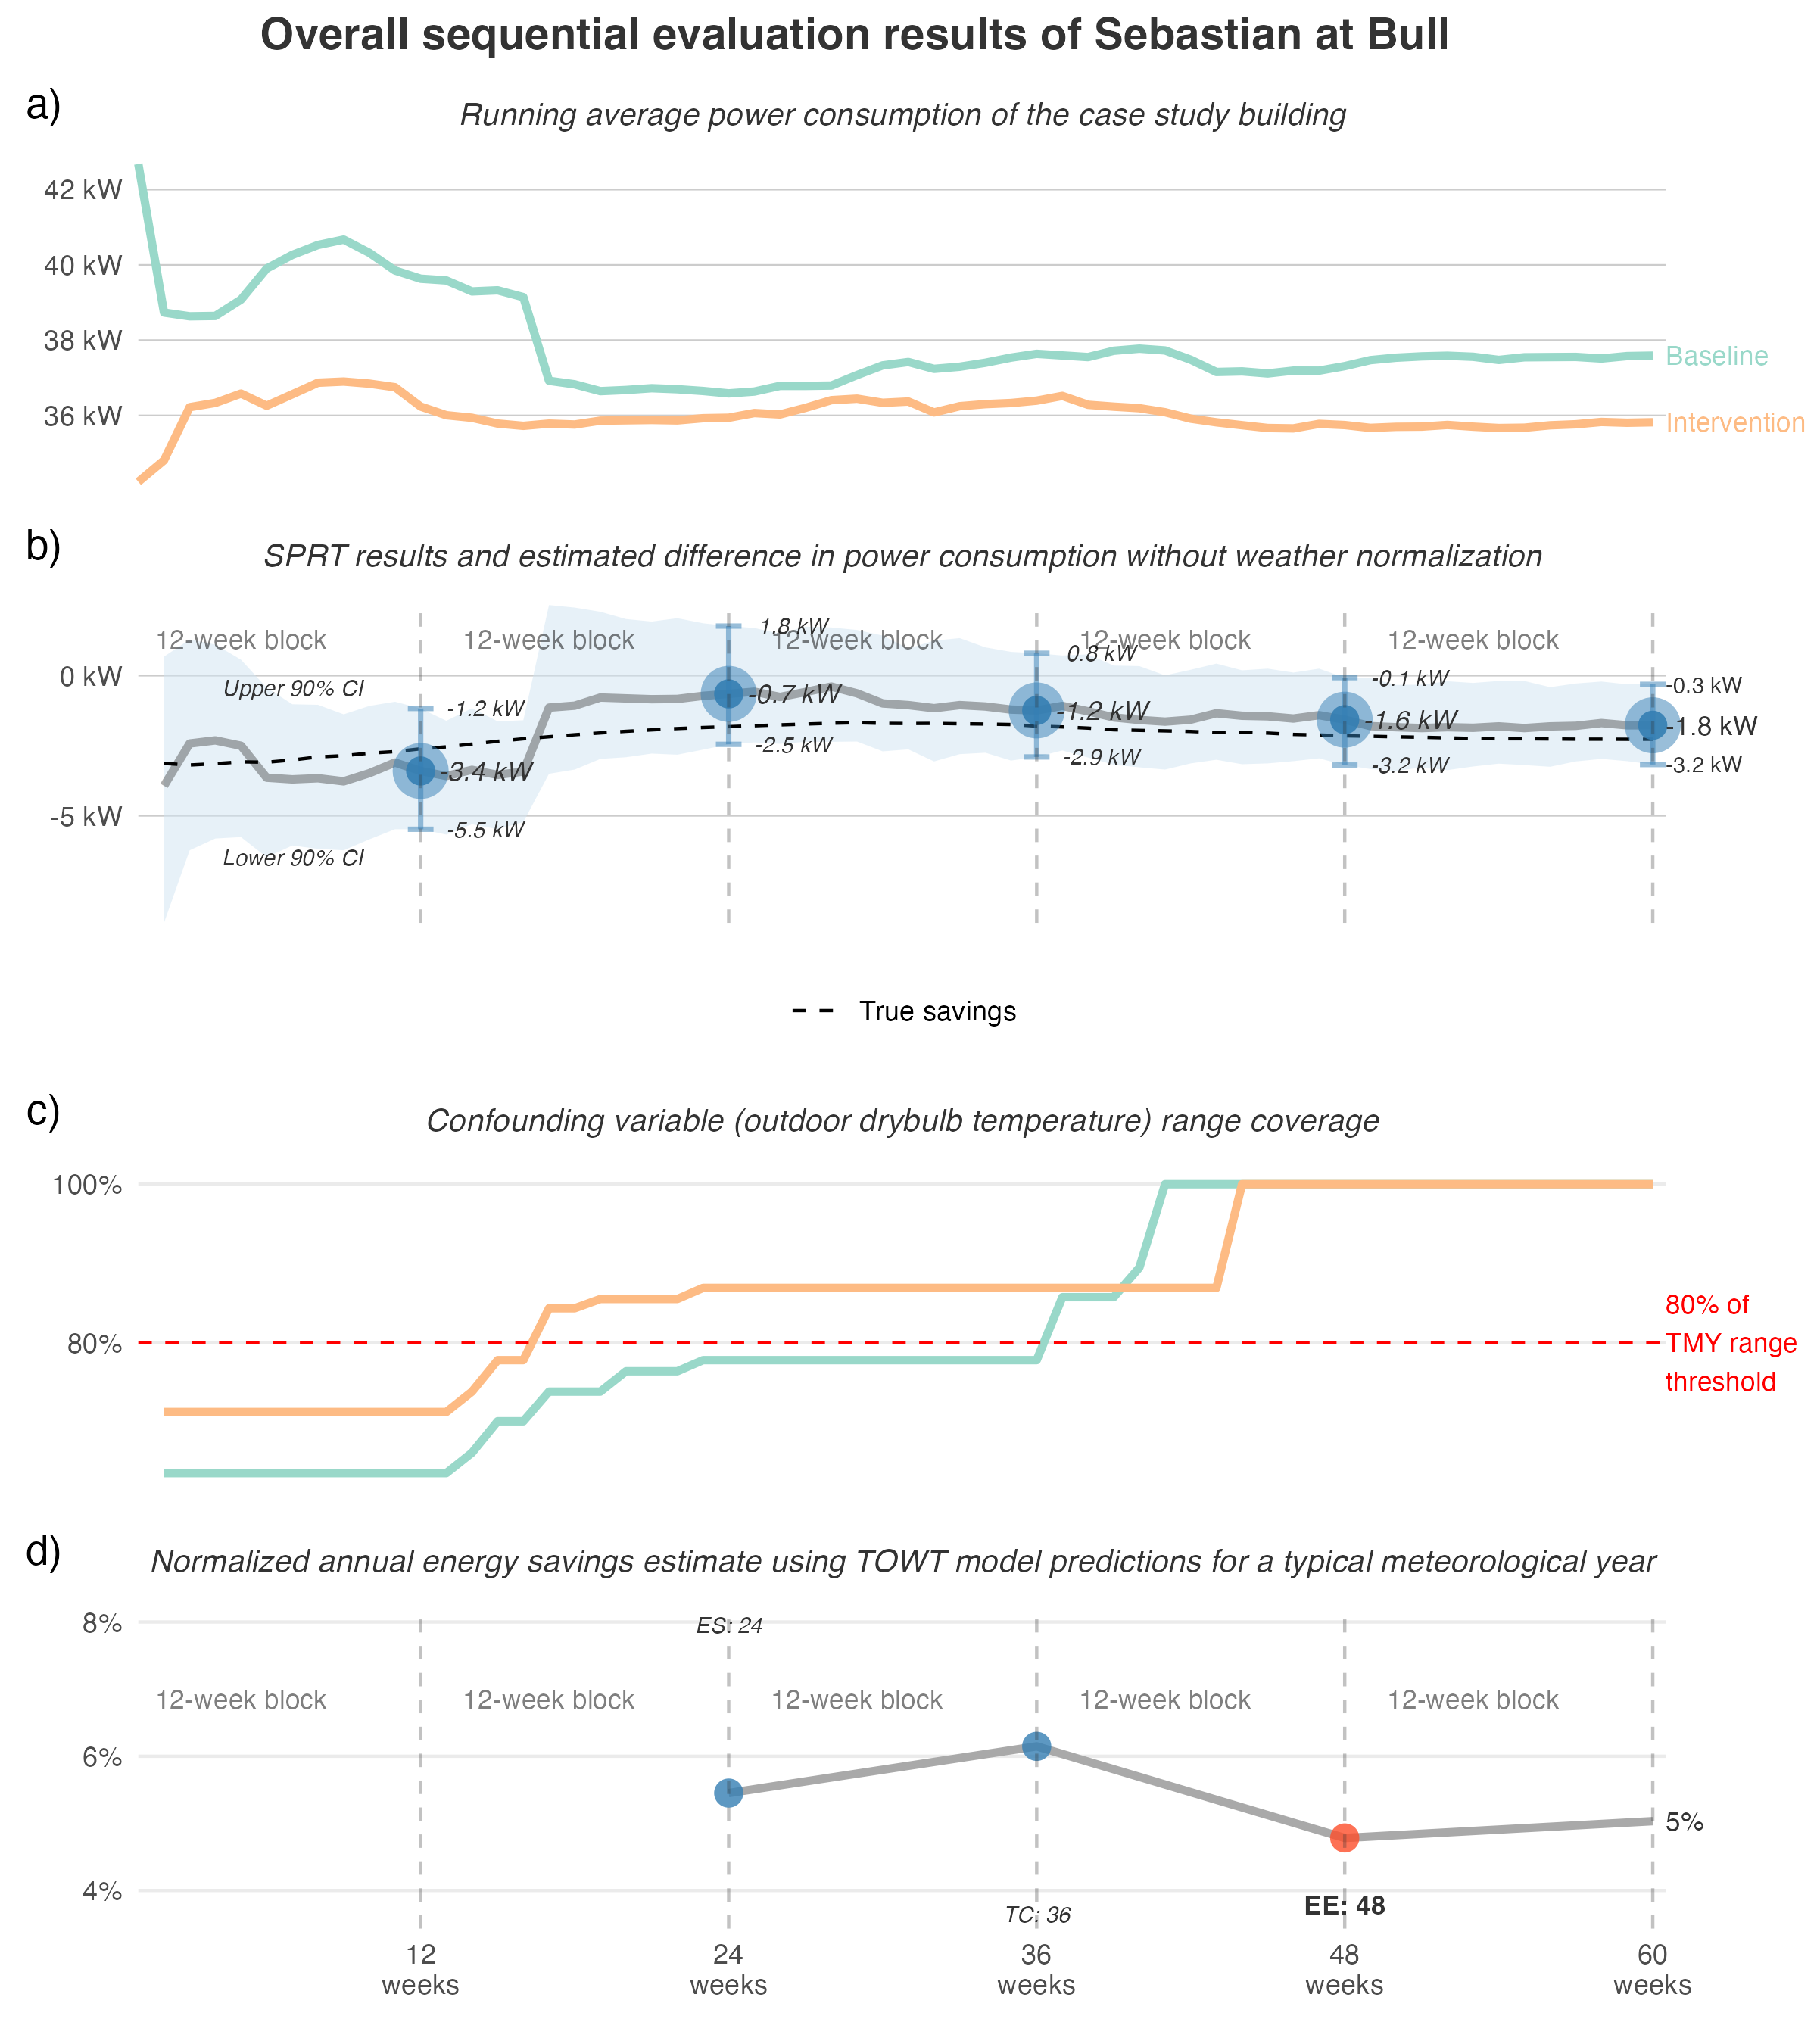 Overall sequential evaluation results of Sebastian at Bull
a)
Running average power consumption of the case study building
42 kW
40 kW
38 kW
36 kW
Baseline
Intervention
b)
SPRT results and estimated difference in power consumption without weather normalization
12-week block
12-week block
12-week block
12-week block
12-week block
0 kW
-5 kW
Upper 90% CI
Lower 90% CI
-1.2 kW
-3.4 kW
-5.5 kW
1.8 kW
-0.7 kW
-2.5 kW
0.8 kW
-1.2 kW
-2.9 kW
-0.1 kW
-1.6 kW
-3.2 kW
-0.3 kW
-1.8 kW
-3.2 kW
True savings
c)
Confounding variable (outdoor drybulb temperature) range coverage
100%
80%
80% of
TMY range
threshold
d)
Normalized annual energy savings estimate using TOWT model predictions for a typical meteorological year
8%
6%
4%
ES: 24
12-week block
12-week block
12-week block
12-week block
12-week block
5%
TC: 36
EE: 48
12
weeks
24
weeks
36
weeks
48
weeks
60
weeks